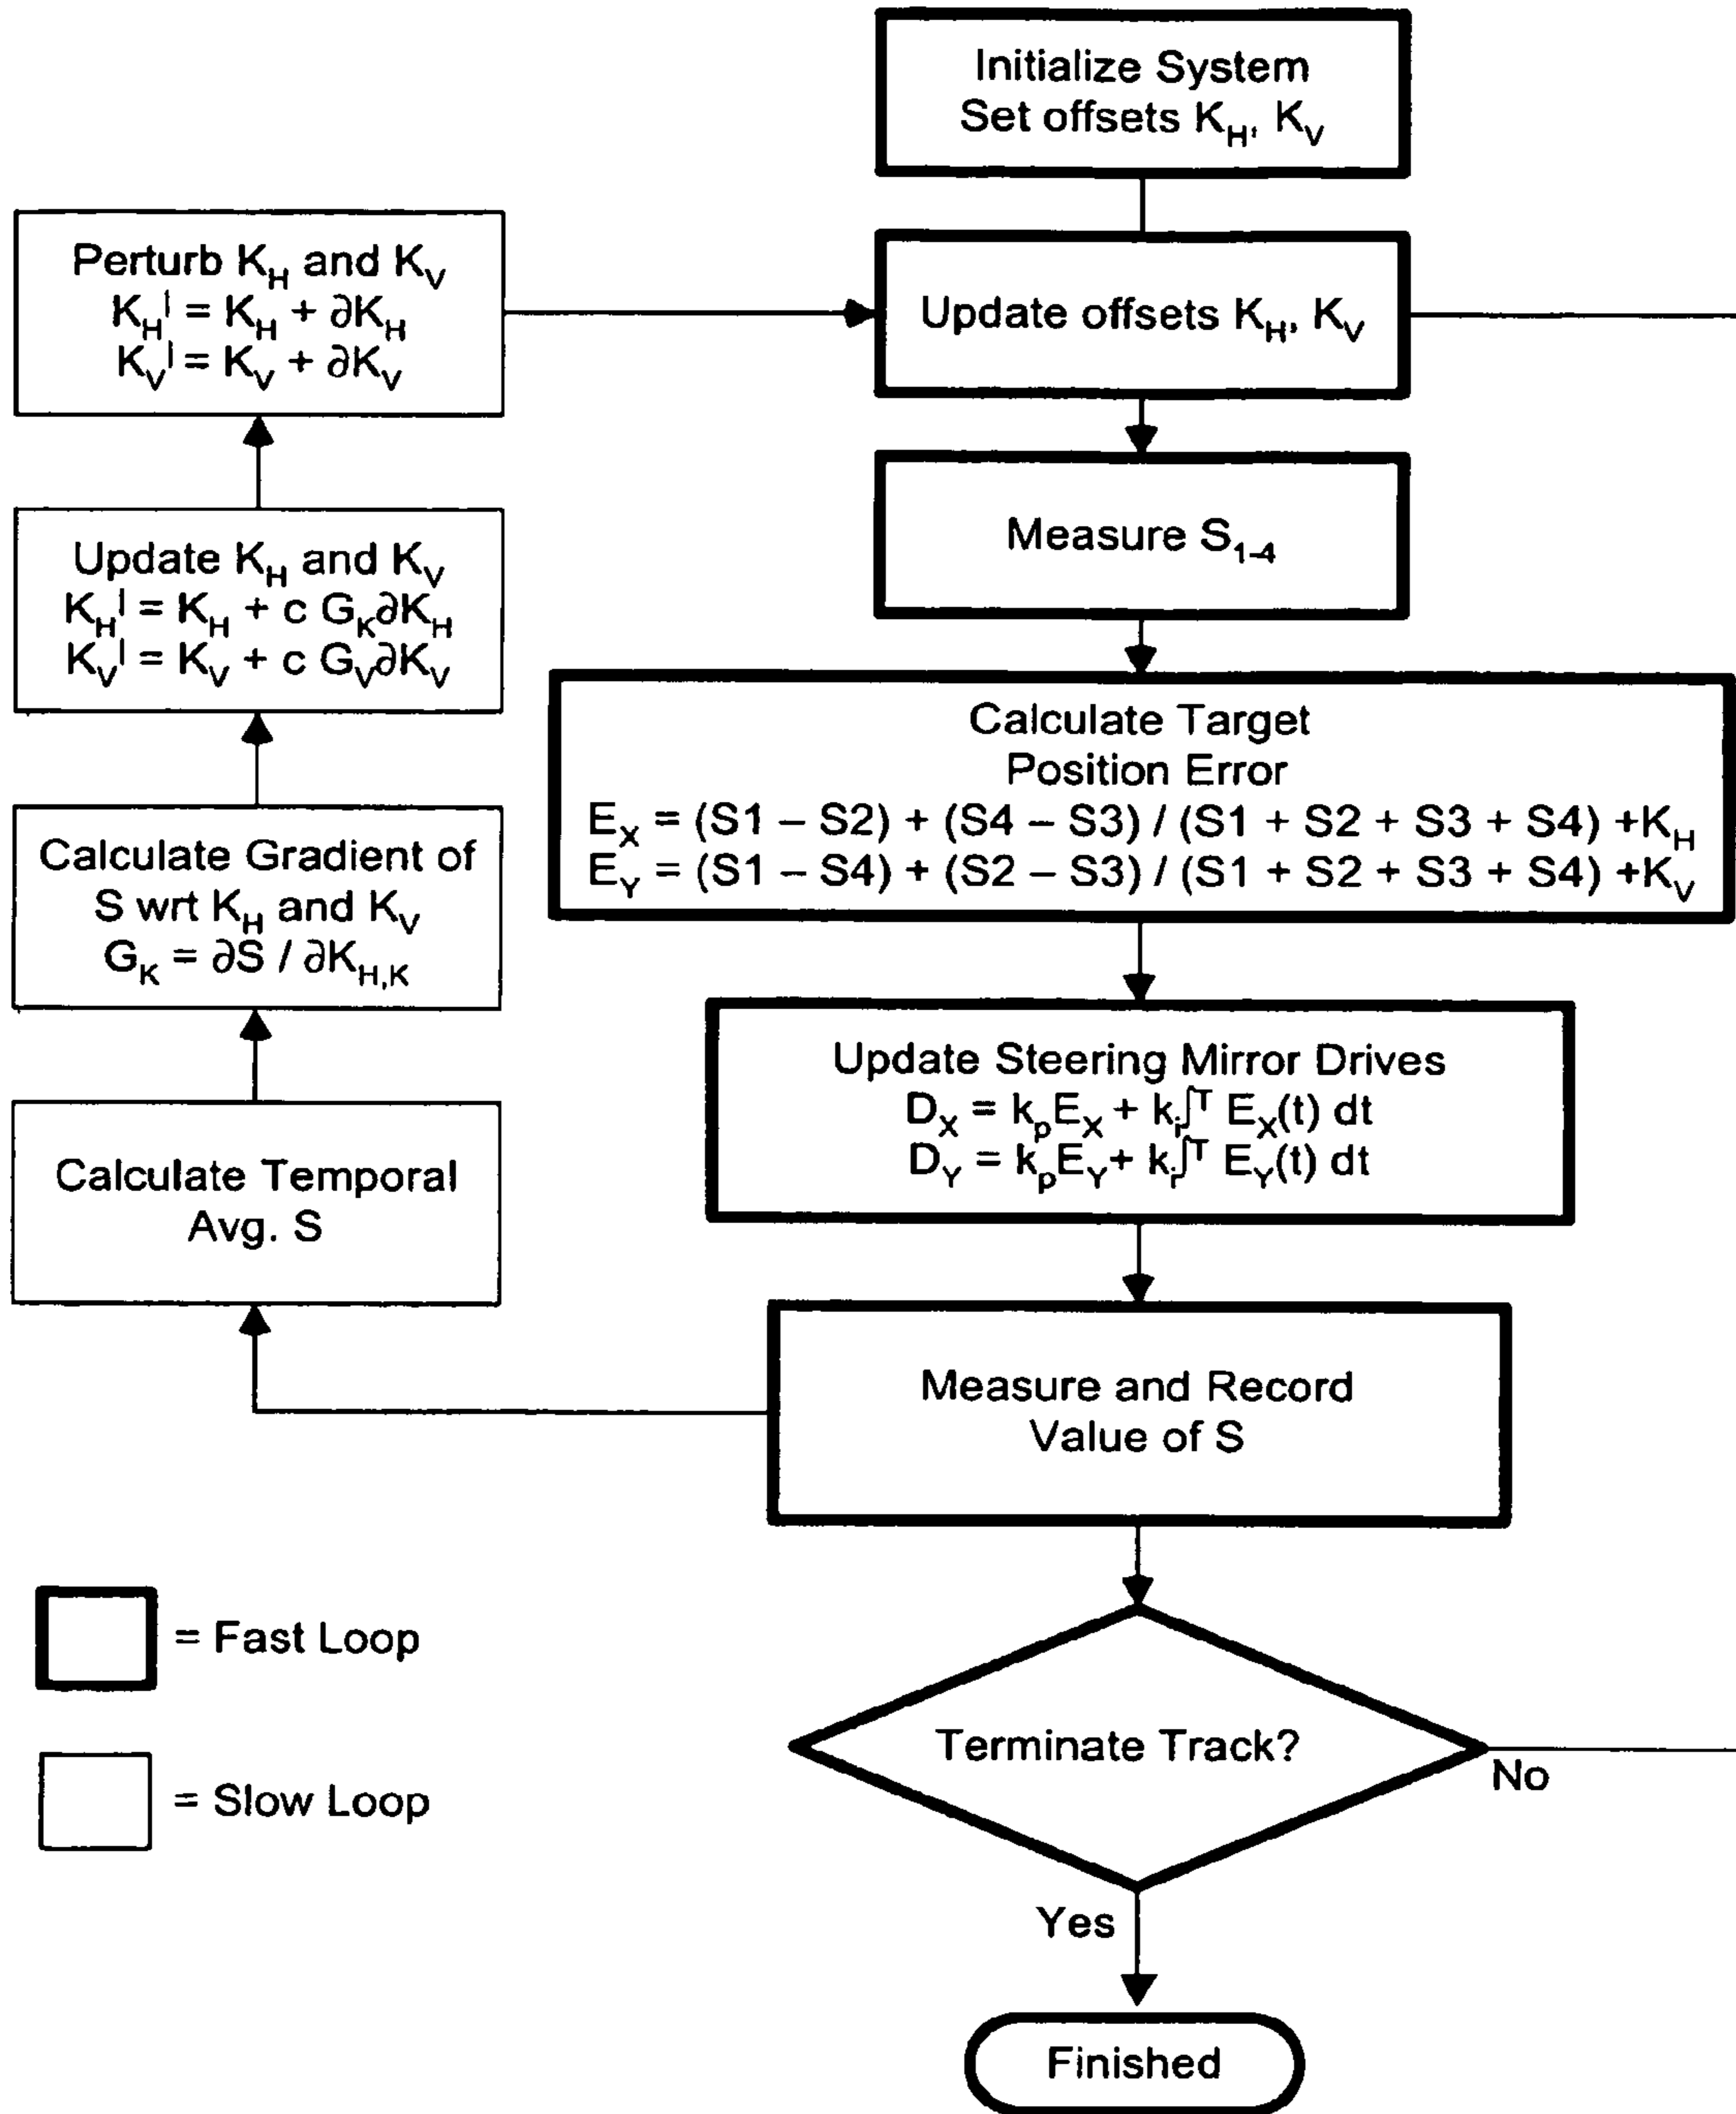 Initialize System
Set offsets K_H, K_V
Perturb K_H and K_V
K_H| = K_H + ∂K_H
K_V| = K_V + ∂K_V
Update offsets K_H, K_V
Measure S_1-4
Update K_H and K_V
K_H| = K_H + c G_K∂K_H
K_V| = K_V + c G_V∂K_V
Calculate Target
Position Error
E_X = (S1 – S2) + (S4 – S3) / (S1 + S2 + S3 + S4) +K_H
E_Y = (S1 – S4) + (S2 – S3) / (S1 + S2 + S3 + S4) +K_V
Calculate Gradient of
S wrt K_H and K_V
G_K = ∂S / ∂K_H,K
Update Steering Mirror Drives
D_X = k_pE_X + k_i∫^T E_X(t) dt
D_Y = k_pE_Y + k_i∫^T E_Y(t) dt
Calculate Temporal
Avg. S
Measure and Record
Value of S
= Fast Loop
= Slow Loop
Terminate Track?
No
Yes
Finished